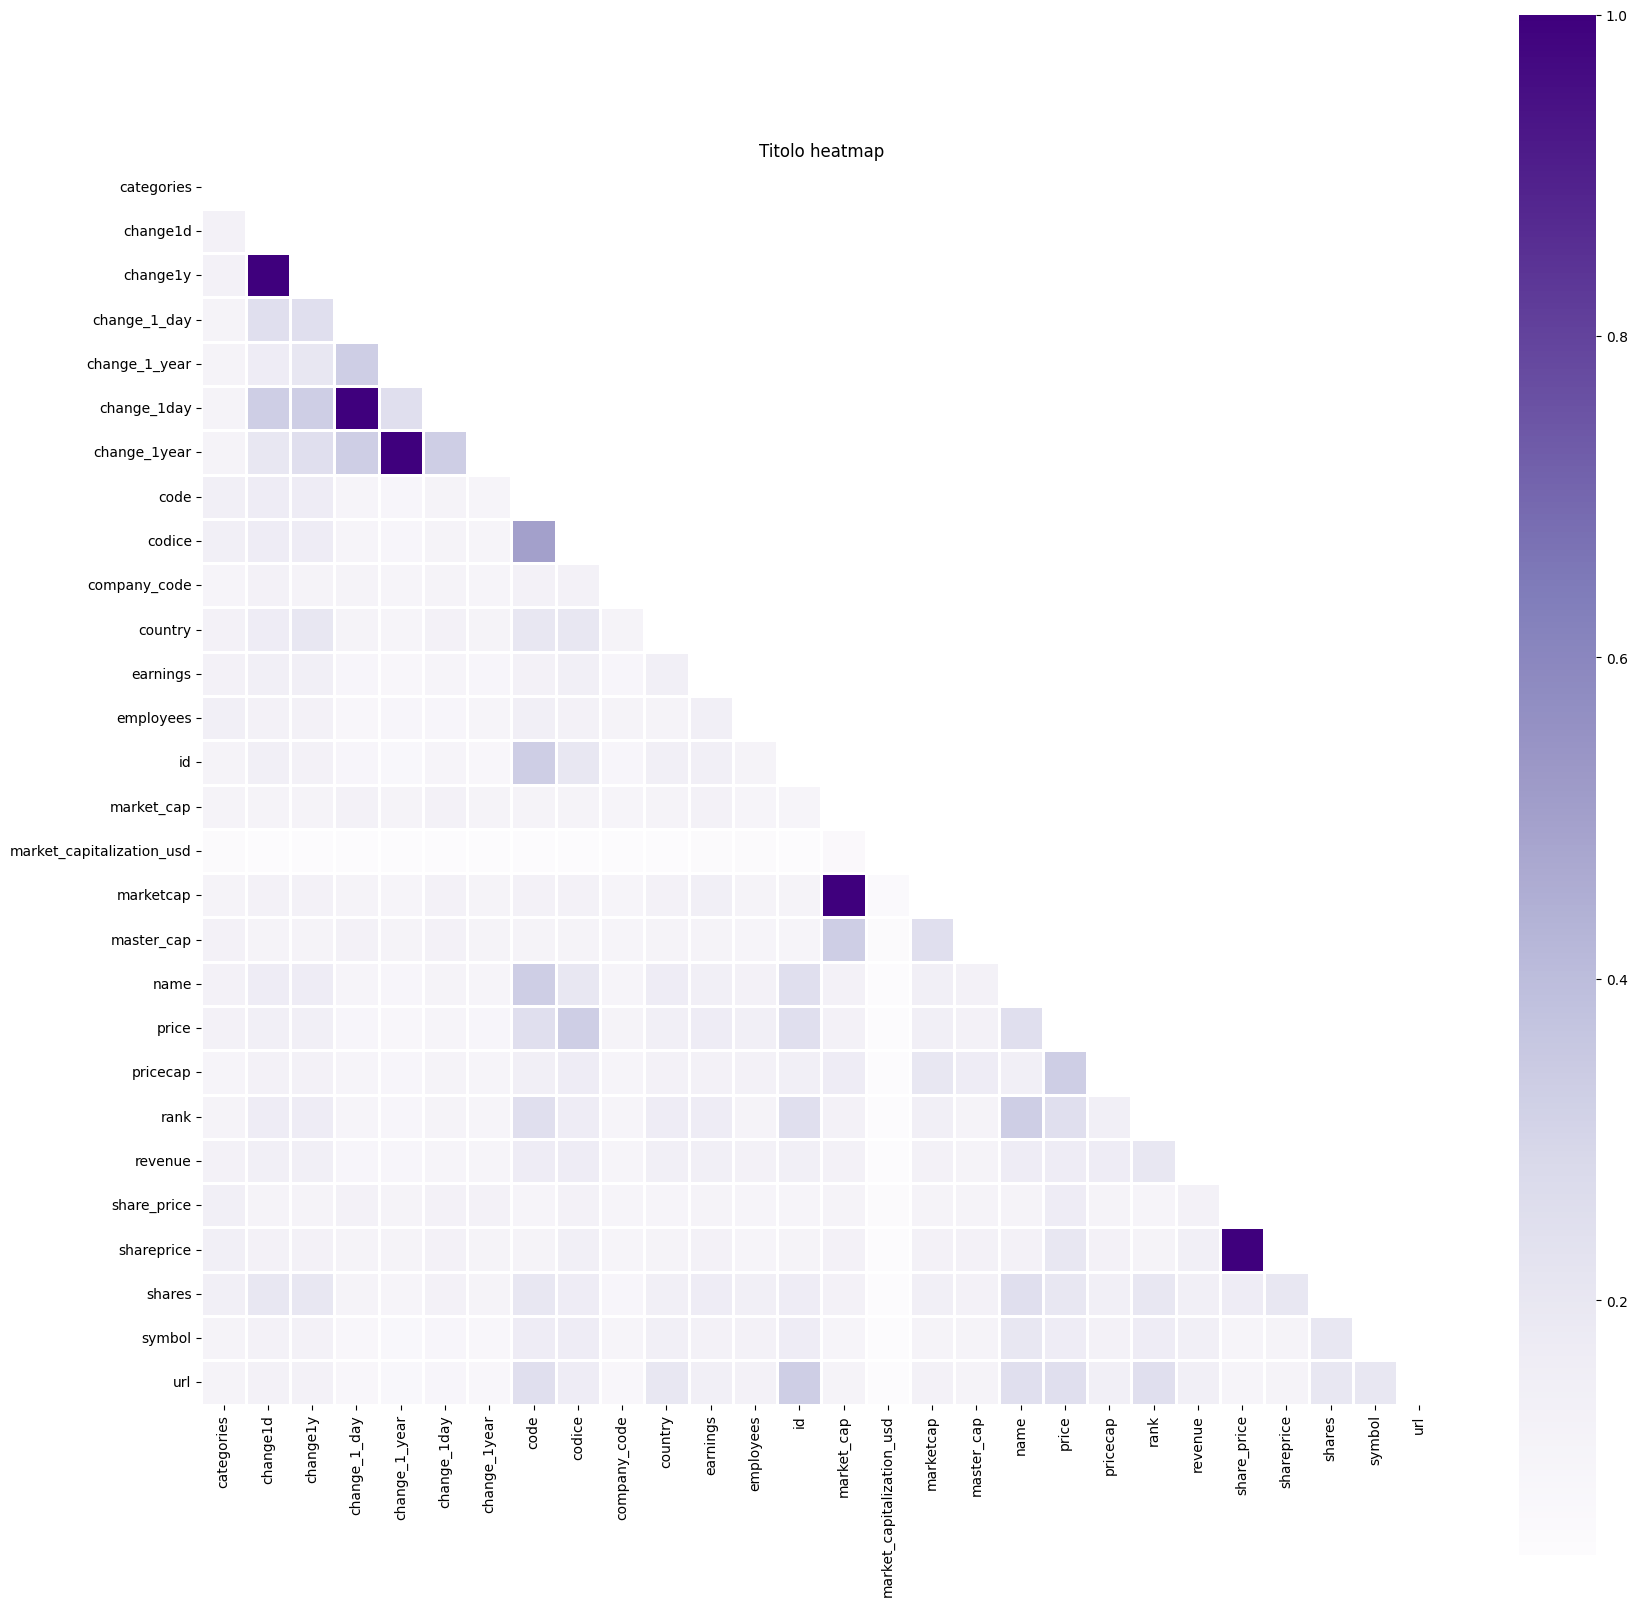 Titolo heatmap
categories
change1d
change1y
change_1_day
change_1_year
change_1day
change_1year
code
codice
company_code
country
earnings
employees
id
market_cap
market_capitalization_usd
marketcap
master_cap
name
price
pricecap
rank
revenue
share_price
shareprice
shares
symbol
url
categories
change1d
change1y
change_1_day
change_1_year
change_1day
change_1year
code
codice
company_code
country
earnings
employees
id
market_cap
market_capitalization_usd
marketcap
master_cap
name
price
pricecap
rank
revenue
share_price
shareprice
shares
symbol
url
1.0
0.8
0.6
0.4
0.2